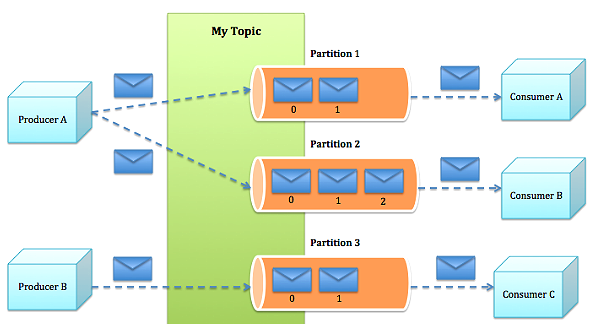 My Topic
Partition 1
0 1
Producer A
Consumer A
Partition 2
0 1 2
Consumer B
Partition 3
0 1
Producer B
Consumer C